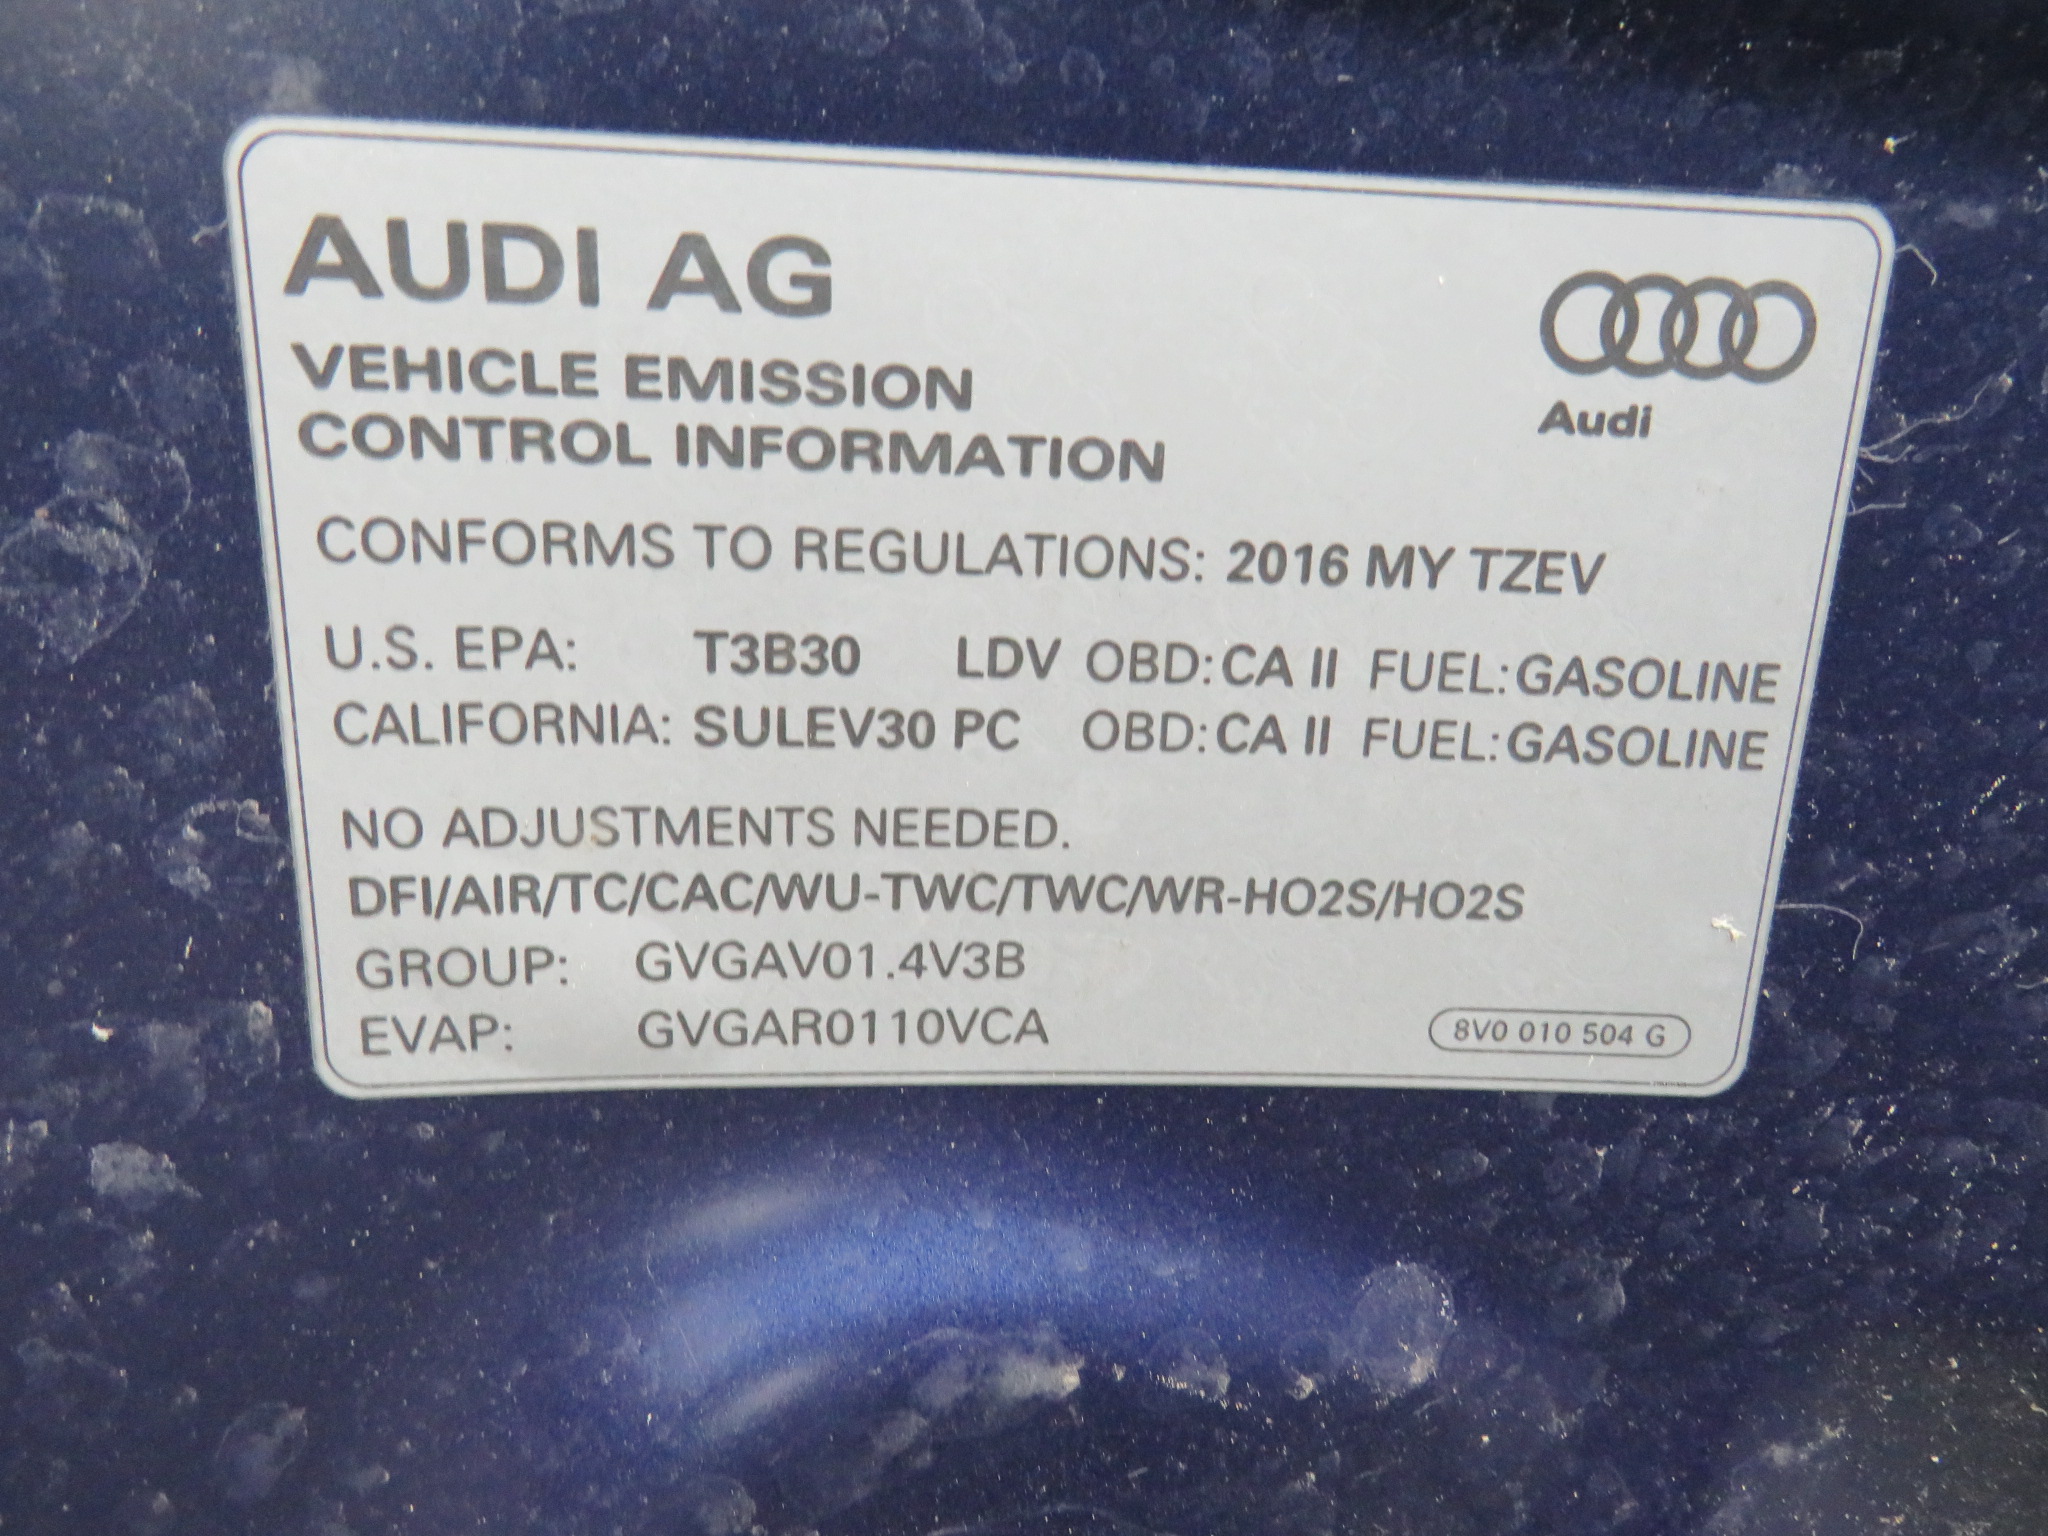 AUDI AG
Audi
VEHICLE EMISSION
CONTROL INFORMATION
CONFORMS TO REGULATIONS: 2016 MY TZEV
U.S. EPA: T3B30 LDV OBD: CA II FUEL: GASOLINE
CALIFORNIA: SULEV30 PC OBD: CA II FUEL: GASOLINE
NO ADJUSTMENTS NEEDED.
DFI/AIR/TC/CAC/WU-TWC/TWC/WR-HO2S/HO2S
GROUP: GVGAV01.4V3B
EVAP: GVGAR0110VCA
8V0 010 504 G